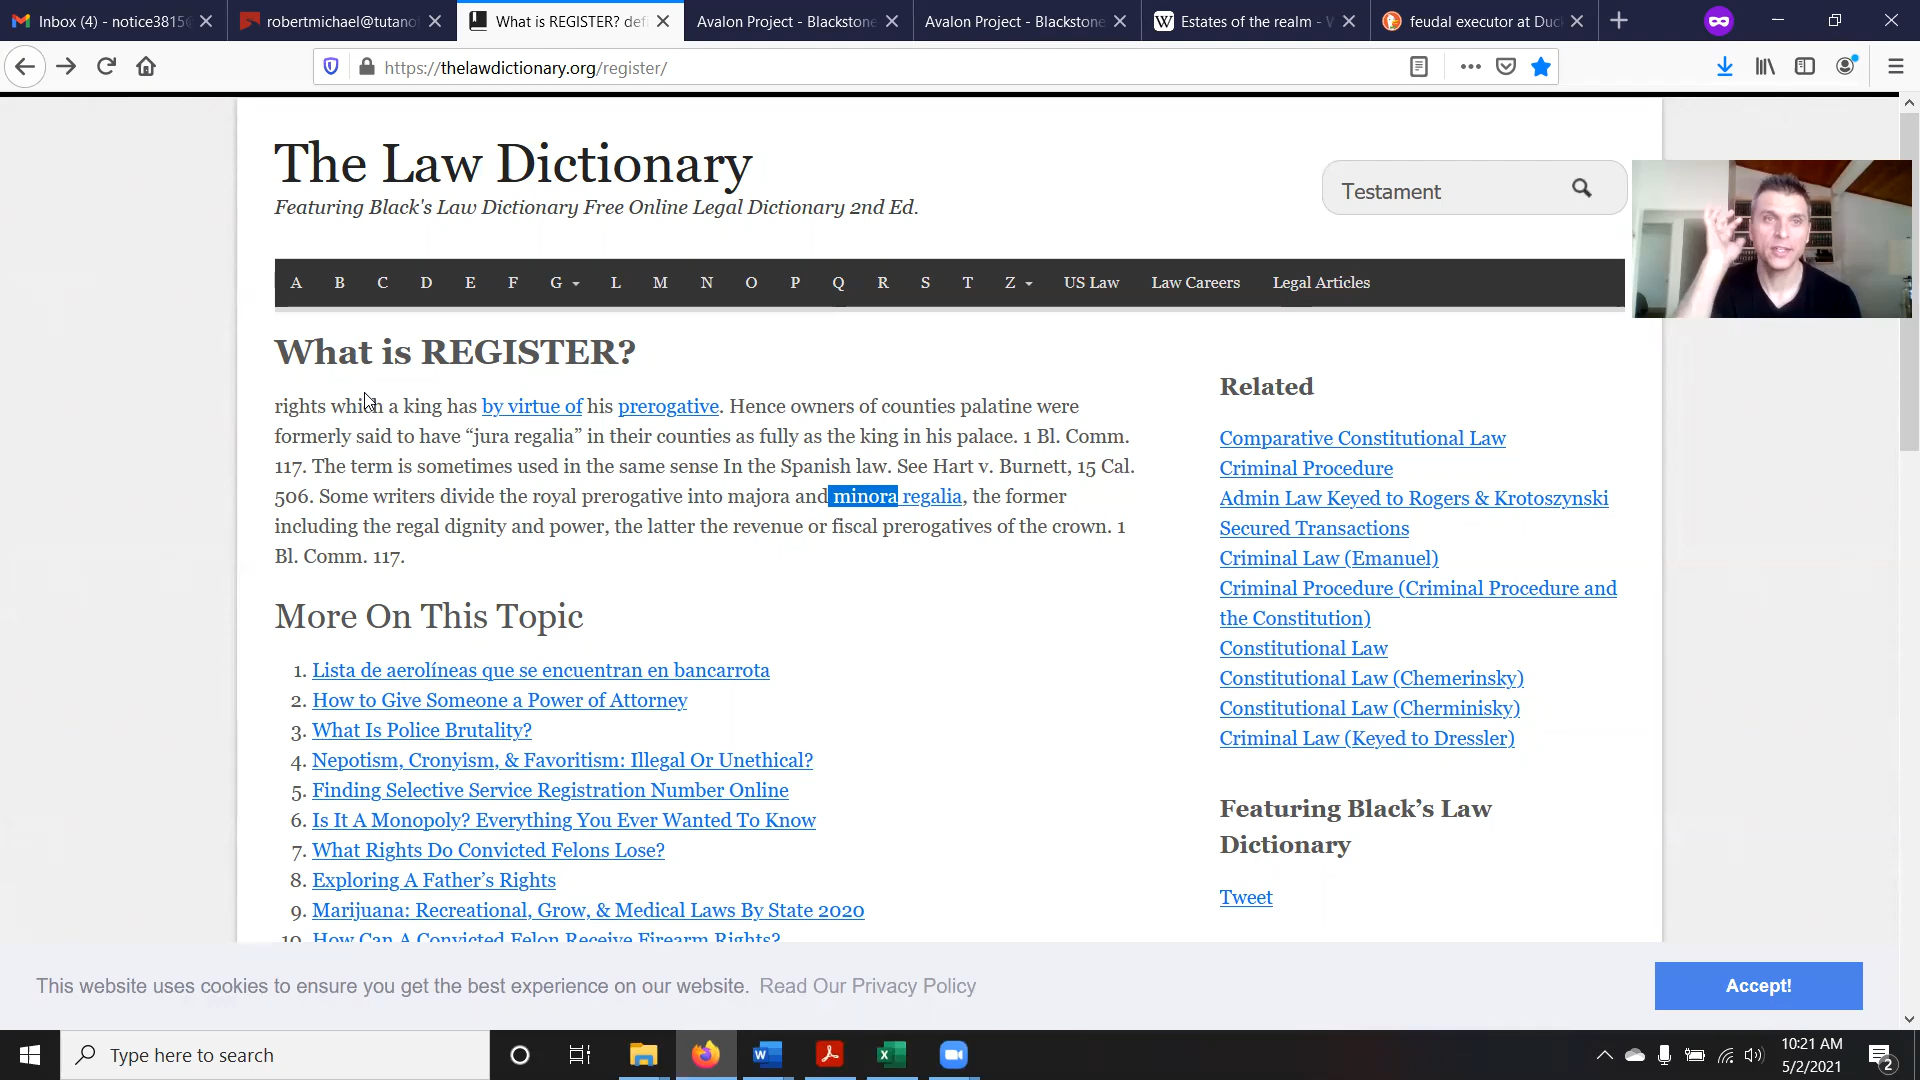 Inbox (4) - notice3815
robertmichael@tutano
What is REGISTER? defi
Avalon Project - Blackstone
Avalon Project - Blackstone
Estates of the realm - W
feudal executor at Duc
https://thelawdictionary.org/register/
The Law Dictionary
Featuring Black's Law Dictionary Free Online Legal Dictionary 2nd Ed.
Testament
A B C D E F G L M N O P Q R S T Z US Law Law Careers Legal Articles
What is REGISTER?
rights which a king has by virtue of his prerogative. Hence owners of counties palatine were
formerly said to have “jura regalia” in their counties as fully as the king in his palace. 1 Bl. Comm.
117. The term is sometimes used in the same sense In the Spanish law. See Hart v. Burnett, 15 Cal.
506. Some writers divide the royal prerogative into majora and minora regalia, the former
including the regal dignity and power, the latter the revenue or fiscal prerogatives of the crown. 1
Bl. Comm. 117.
More On This Topic
1. Lista de aerolíneas que se encuentran en bancarrota
2. How to Give Someone a Power of Attorney
3. What Is Police Brutality?
4. Nepotism, Cronyism, & Favoritism: Illegal Or Unethical?
5. Finding Selective Service Registration Number Online
6. Is It A Monopoly? Everything You Ever Wanted To Know
7. What Rights Do Convicted Felons Lose?
8. Exploring A Father’s Rights
9. Marijuana: Recreational, Grow, & Medical Laws By State 2020
10. How Can A Convicted Felon Receive Firearm Rights?
Related
Comparative Constitutional Law
Criminal Procedure
Admin Law Keyed to Rogers & Krotoszynski
Secured Transactions
Criminal Law (Emanuel)
Criminal Procedure (Criminal Procedure and
the Constitution)
Constitutional Law
Constitutional Law (Chemerinsky)
Constitutional Law (Cherminisky)
Criminal Law (Keyed to Dressler)
Featuring Black’s Law
Dictionary
Tweet
This website uses cookies to ensure you get the best experience on our website. Read Our Privacy Policy
Accept!
Type here to search
10:21 AM
5/2/2021
2